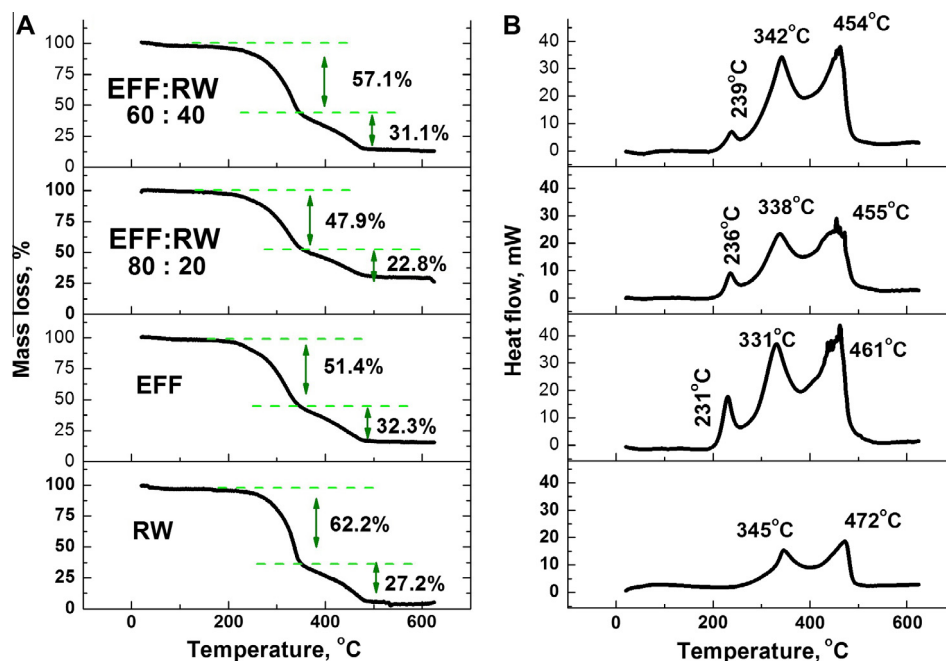 A
B
Mass loss, %
100
75
50
25
0
EFF:RW
60 : 40
57.1%
31.1%
100
75
50
25
0
EFF:RW
80 : 20
47.9%
22.8%
100
75
50
25
0
EFF
51.4%
32.3%
100
75
50
25
0
RW
62.2%
27.2%
0 200 400 600
Temperature, °C
Heat flow, mW
40
30
20
10
0
239°C
342°C
454°C
40
30
20
10
0
236°C
338°C
455°C
40
30
20
10
0
231°C
331°C
461°C
40
30
20
10
0
345°C
472°C
0 200 400 600
Temperature, °C